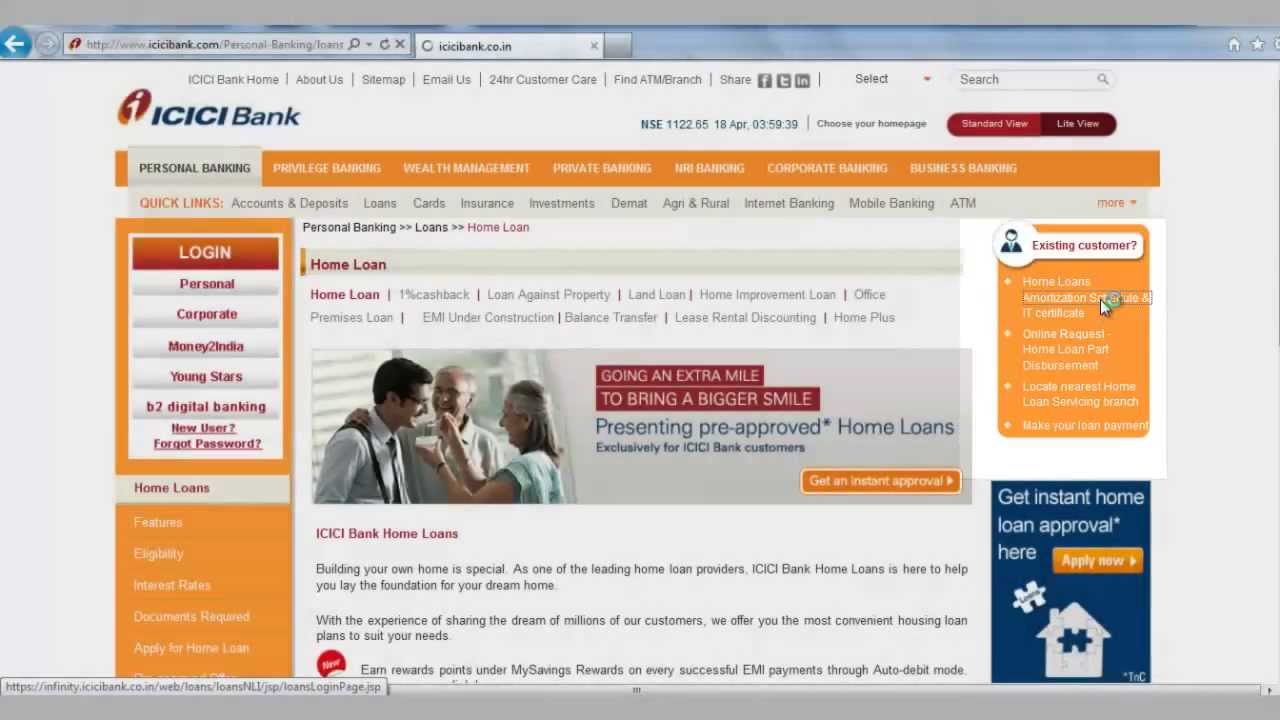 http://www.icicibank.com/Personal-Banking/loans
icicibank.co.in
ICICI Bank Home
About Us
Sitemap
Email Us
24hr Customer Care
Find ATM/Branch
Share
Select
Search
ICICI Bank
NSE 1122.65 18 Apr, 03:59:39
Choose your homepage
Standard View
Lite View
PERSONAL BANKING
PRIVILEGE BANKING
WEALTH MANAGEMENT
PRIVATE BANKING
NRI BANKING
CORPORATE BANKING
BUSINESS BANKING
QUICK LINKS: Accounts & Deposits Loans Cards Insurance Investments Demat Agri & Rural Internet Banking Mobile Banking ATM
more
LOGIN
Personal
Corporate
Money2India
Young Stars
b2 digital banking
New User?
Forgot Password?
Home Loans
Features
Eligibility
Interest Rates
Documents Required
Apply for Home Loan
Personal Banking >> Loans >> Home Loan
Home Loan
Home Loan | 1%cashback | Loan Against Property | Land Loan | Home Improvement Loan | Office
Premises Loan | EMI Under Construction | Balance Transfer | Lease Rental Discounting | Home Plus
GOING AN EXTRA MILE
TO BRING A BIGGER SMILE
Presenting pre-approved* Home Loans
Exclusively for ICICI Bank customers
Get an instant approval
ICICI Bank Home Loans
Building your own home is special. As one of the leading home loan providers, ICICI Bank Home Loans is here to help
you lay the foundation for your dream home.
With the experience of sharing the dream of millions of our customers, we offer you the most convenient housing loan
plans to suit your needs.
New
Earn rewards points under MySavings Rewards on every successful EMI payments through Auto-debit mode.
Existing customer?
Home Loans
Amortization &
IT certificate
Online Request -
Home Loan Part
Disbursement
Locate nearest Home
Loan Servicing branch
Make your loan payment
Get instant home
loan approval*
here
Apply now
*TnC
https://infinity.icicibank.co.in/web/loans/loansNLI/jsp/loansLoginPage.jsp